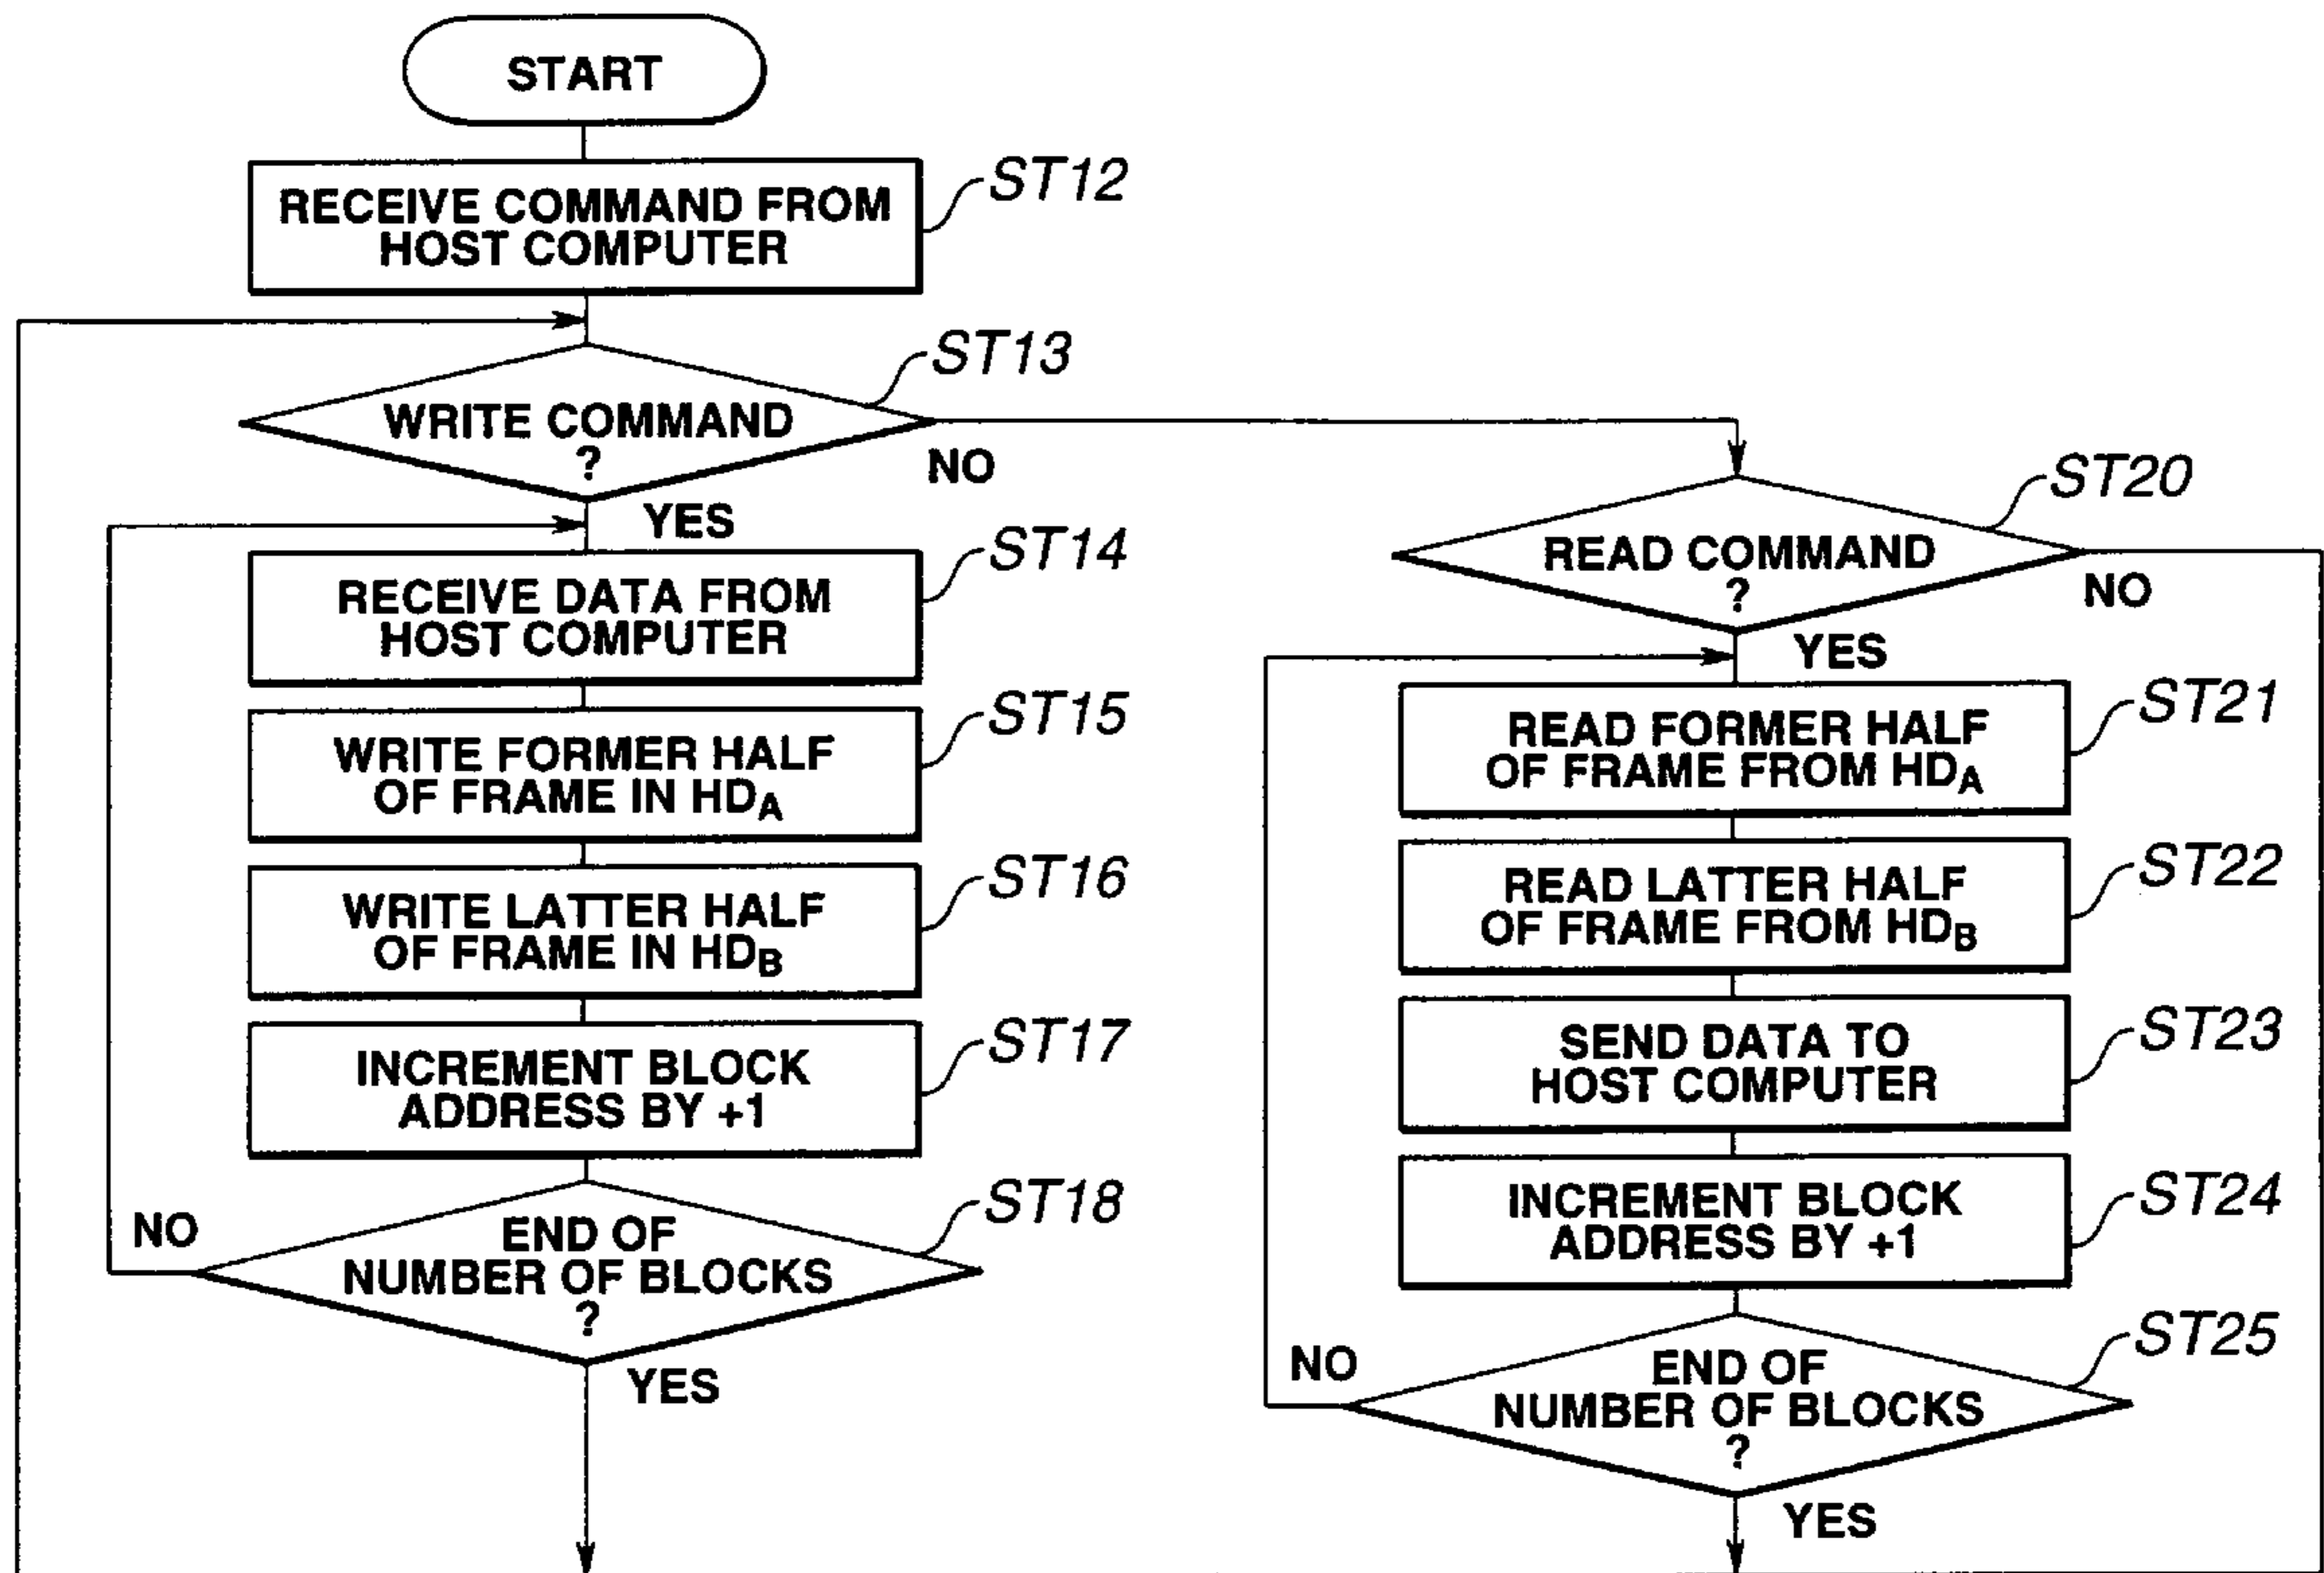 START
RECEIVE COMMAND FROM
HOST COMPUTER
ST12
WRITE COMMAND
?
ST13
NO
YES
RECEIVE DATA FROM
HOST COMPUTER
ST14
WRITE FORMER HALF
OF FRAME IN HDA
ST15
WRITE LATTER HALF
OF FRAME IN HDB
ST16
INCREMENT BLOCK
ADDRESS BY +1
ST17
END OF
NUMBER OF BLOCKS
?
ST18
NO
YES
READ COMMAND
?
ST20
NO
YES
READ FORMER HALF
OF FRAME FROM HDA
ST21
READ LATTER HALF
OF FRAME FROM HDB
ST22
SEND DATA TO
HOST COMPUTER
ST23
INCREMENT BLOCK
ADDRESS BY +1
ST24
END OF
NUMBER OF BLOCKS
?
ST25
NO
YES